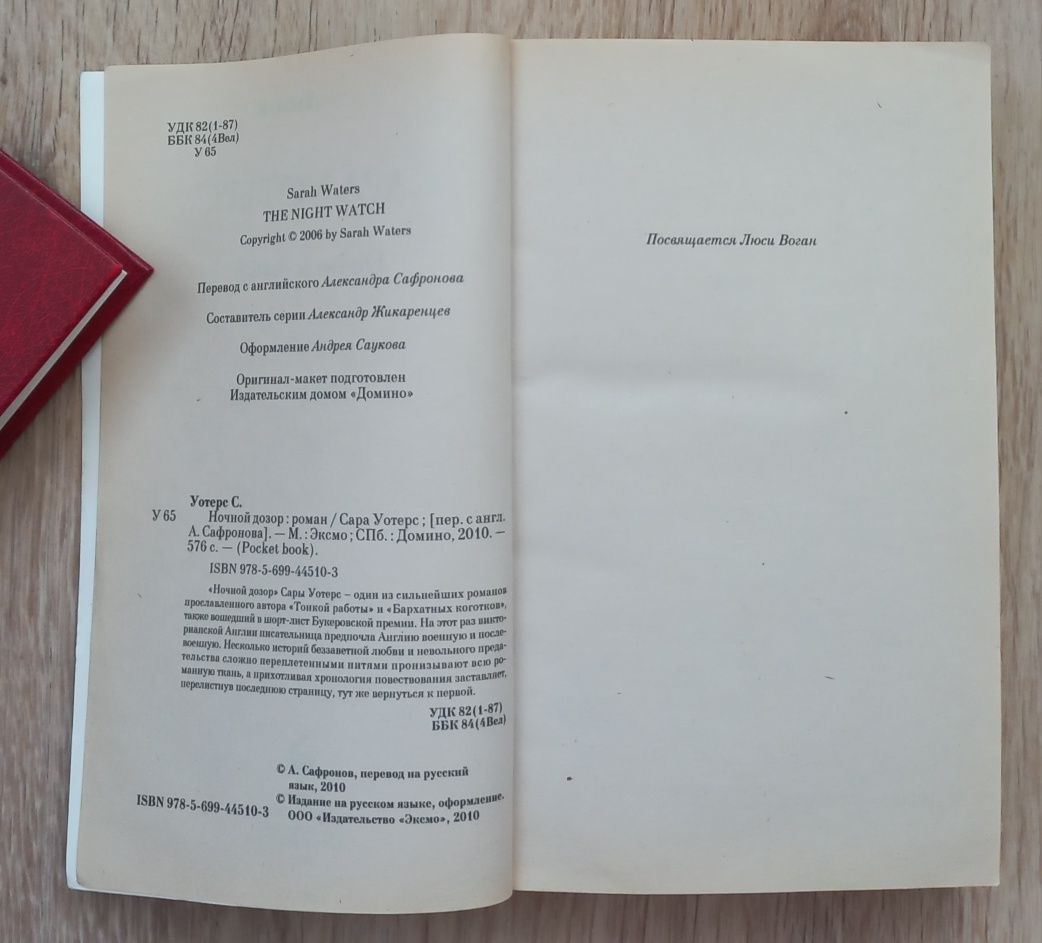 УДК 82(1-87)
ББК 84(4Вел)
У 65
Sarah Waters
THE NIGHT WATCH
Copyright © 2006 by Sarah Waters
Перевод с английского Александра Сафронова
Составитель серии Александр Жикаренцев
Оформление Андрея Саукова
Оригинал-макет подготовлен
Издательским домом «Домино»
Уотерс С.
У 65 Ночной дозор : роман / Сара Уотерс ; [пер. с англ.
А. Сафронова]. — М. : Эксмо ; СПб. : Домино, 2010. —
576 с. — (Pocket book).
ISBN 978-5-699-44510-3
«Ночной дозор» Сары Уотерс – один из сильнейших романов
прославленного автора «Тонкой работы» и «Бархатных коготков»,
также вошедший в шорт-лист Букеровской премии. На этот раз викто-
рианской Англии писательница предпочла Англию военную и после-
военную. Несколько историй беззаветной любви и невольного преда-
тельства сложно переплетенными нитями пронизывают всю ро-
манную ткань, а прихотливая хронология повествования заставляет,
перелистнув последнюю страницу, тут же вернуться к первой.
УДК 82(1-87)
ББК 84(4Вел)
© А. Сафронов, перевод на русский
язык, 2010
© Издание на русском языке, оформление.
ООО «Издательство «Эксмо», 2010
ISBN 978-5-699-44510-3
Посвящается Люси Воган